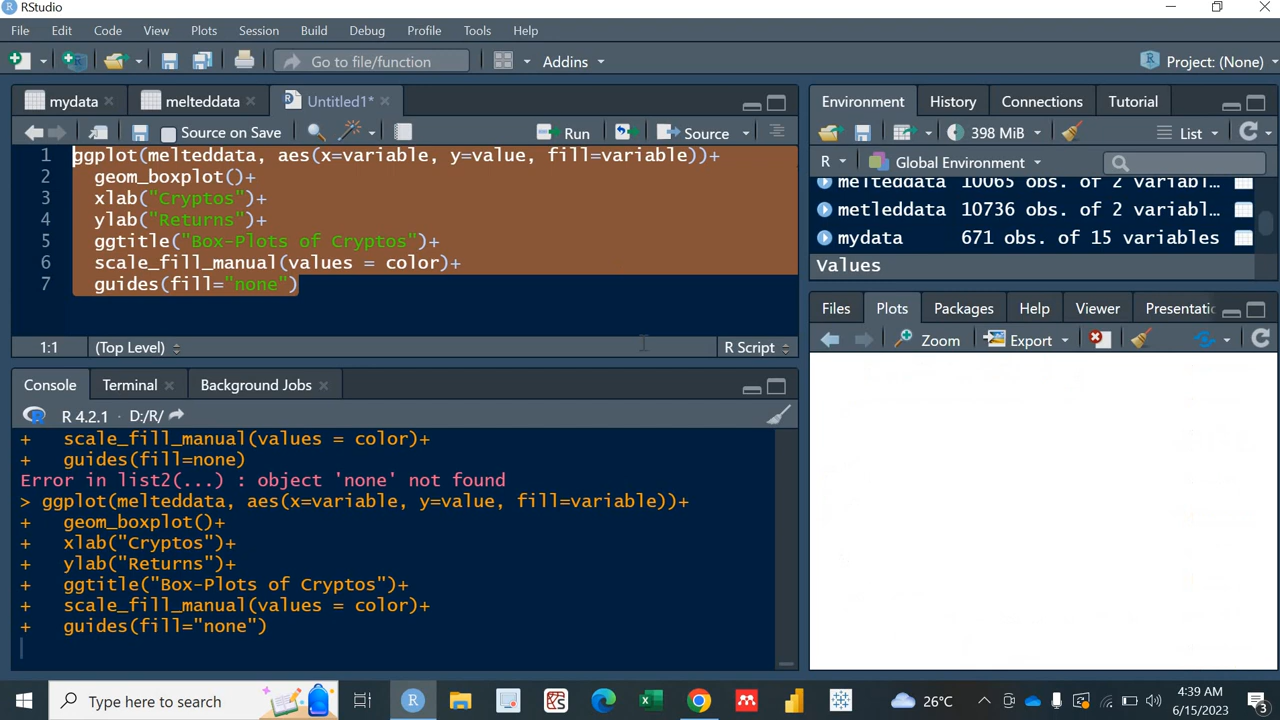 RStudio
File Edit Code View Plots Session Build Debug Profile Tools Help
Go to file/function Addins Project: (None)
mydata melteddata Untitled1*
Source on Save Run Source
1 ggplot(melteddata, aes(x=variable, y=value, fill=variable))+
2 geom_boxplot()+
3 xlab("Cryptos")+
4 ylab("Returns")+
5 ggtitle("Box-Plots of Cryptos")+
6 scale_fill_manual(values = color)+
7 guides(fill="none")
1:1 (Top Level) R Script
Console Terminal Background Jobs
R 4.2.1 · D:/R/
+ scale_fill_manual(values = color)+
+ guides(fill=none)
Error in list2(...) : object 'none' not found
> ggplot(melteddata, aes(x=variable, y=value, fill=variable))+
+ geom_boxplot()+
+ xlab("Cryptos")+
+ ylab("Returns")+
+ ggtitle("Box-Plots of Cryptos")+
+ scale_fill_manual(values = color)+
+ guides(fill="none")
Environment History Connections Tutorial
398 MiB List
R Global Environment
melteddata 10065 obs. of 2 variabl…
metleddata 10736 obs. of 2 variabl…
mydata 671 obs. of 15 variables
Values
Files Plots Packages Help Viewer Presentatio
Zoom Export
Type here to search 26°C 4:39 AM
6/15/2023 3